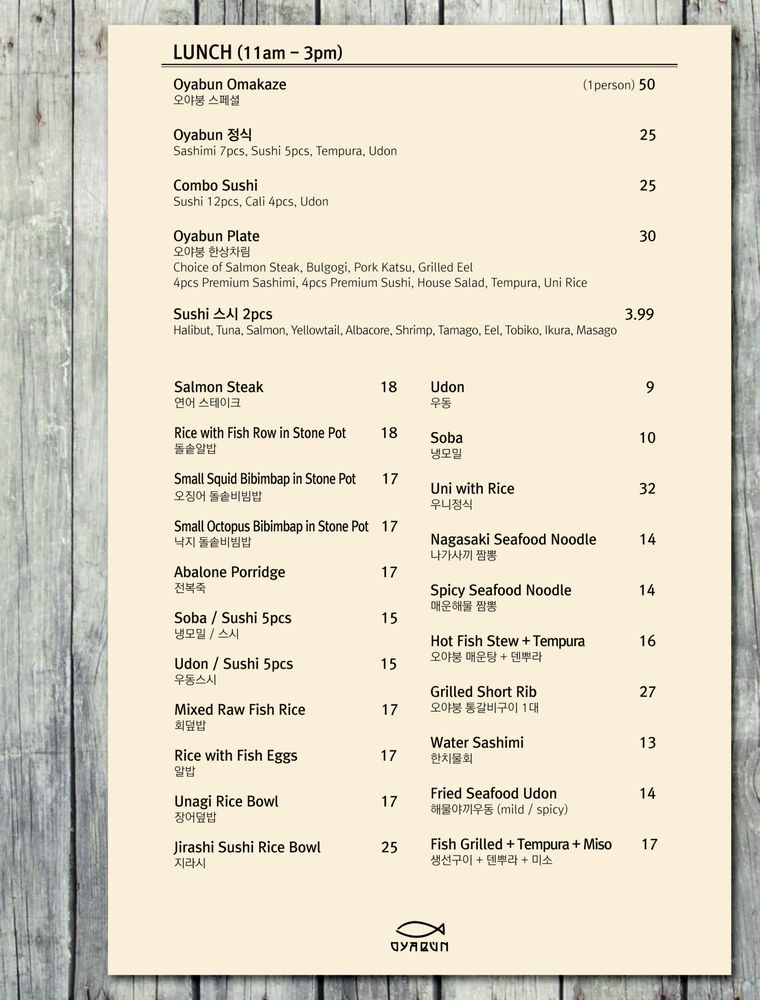 LUNCH (11am – 3pm)
Oyabun Omakaze (1person) 50
오야붕 스페셜
Oyabun 정식 25
Sashimi 7pcs, Sushi 5pcs, Tempura, Udon
Combo Sushi 25
Sushi 12pcs, Cali 4pcs, Udon
Oyabun Plate 30
오야붕 한상차림
Choice of Salmon Steak, Bulgogi, Pork Katsu, Grilled Eel
4pcs Premium Sashimi, 4pcs Premium Sushi, House Salad, Tempura, Uni Rice
Sushi 스시 2pcs 3.99
Halibut, Tuna, Salmon, Yellowtail, Albacore, Shrimp, Tamago, Eel, Tobiko, Ikura, Masago
Salmon Steak 18
연어 스테이크
Rice with Fish Row in Stone Pot 18
돌솥알밥
Small Squid Bibimbap in Stone Pot 17
오징어 돌솥비빔밥
Small Octopus Bibimbap in Stone Pot 17
낙지 돌솥비빔밥
Abalone Porridge 17
전복죽
Soba / Sushi 5pcs 15
냉모밀 / 스시
Udon / Sushi 5pcs 15
우동스시
Mixed Raw Fish Rice 17
회덮밥
Rice with Fish Eggs 17
알밥
Unagi Rice Bowl 17
장어덮밥
Jirashi Sushi Rice Bowl 25
지라시
Udon 9
우동
Soba 10
냉모밀
Uni with Rice 32
우니정식
Nagasaki Seafood Noodle 14
나가사끼 짬뽕
Spicy Seafood Noodle 14
매운해물 짬뽕
Hot Fish Stew + Tempura 16
오야붕 매운탕 + 덴뿌라
Grilled Short Rib 27
오야붕 통갈비구이 1대
Water Sashimi 13
한치물회
Fried Seafood Udon 14
해물야끼우동 (mild / spicy)
Fish Grilled + Tempura + Miso 17
생선구이 + 덴뿌라 + 미소
OYABUN